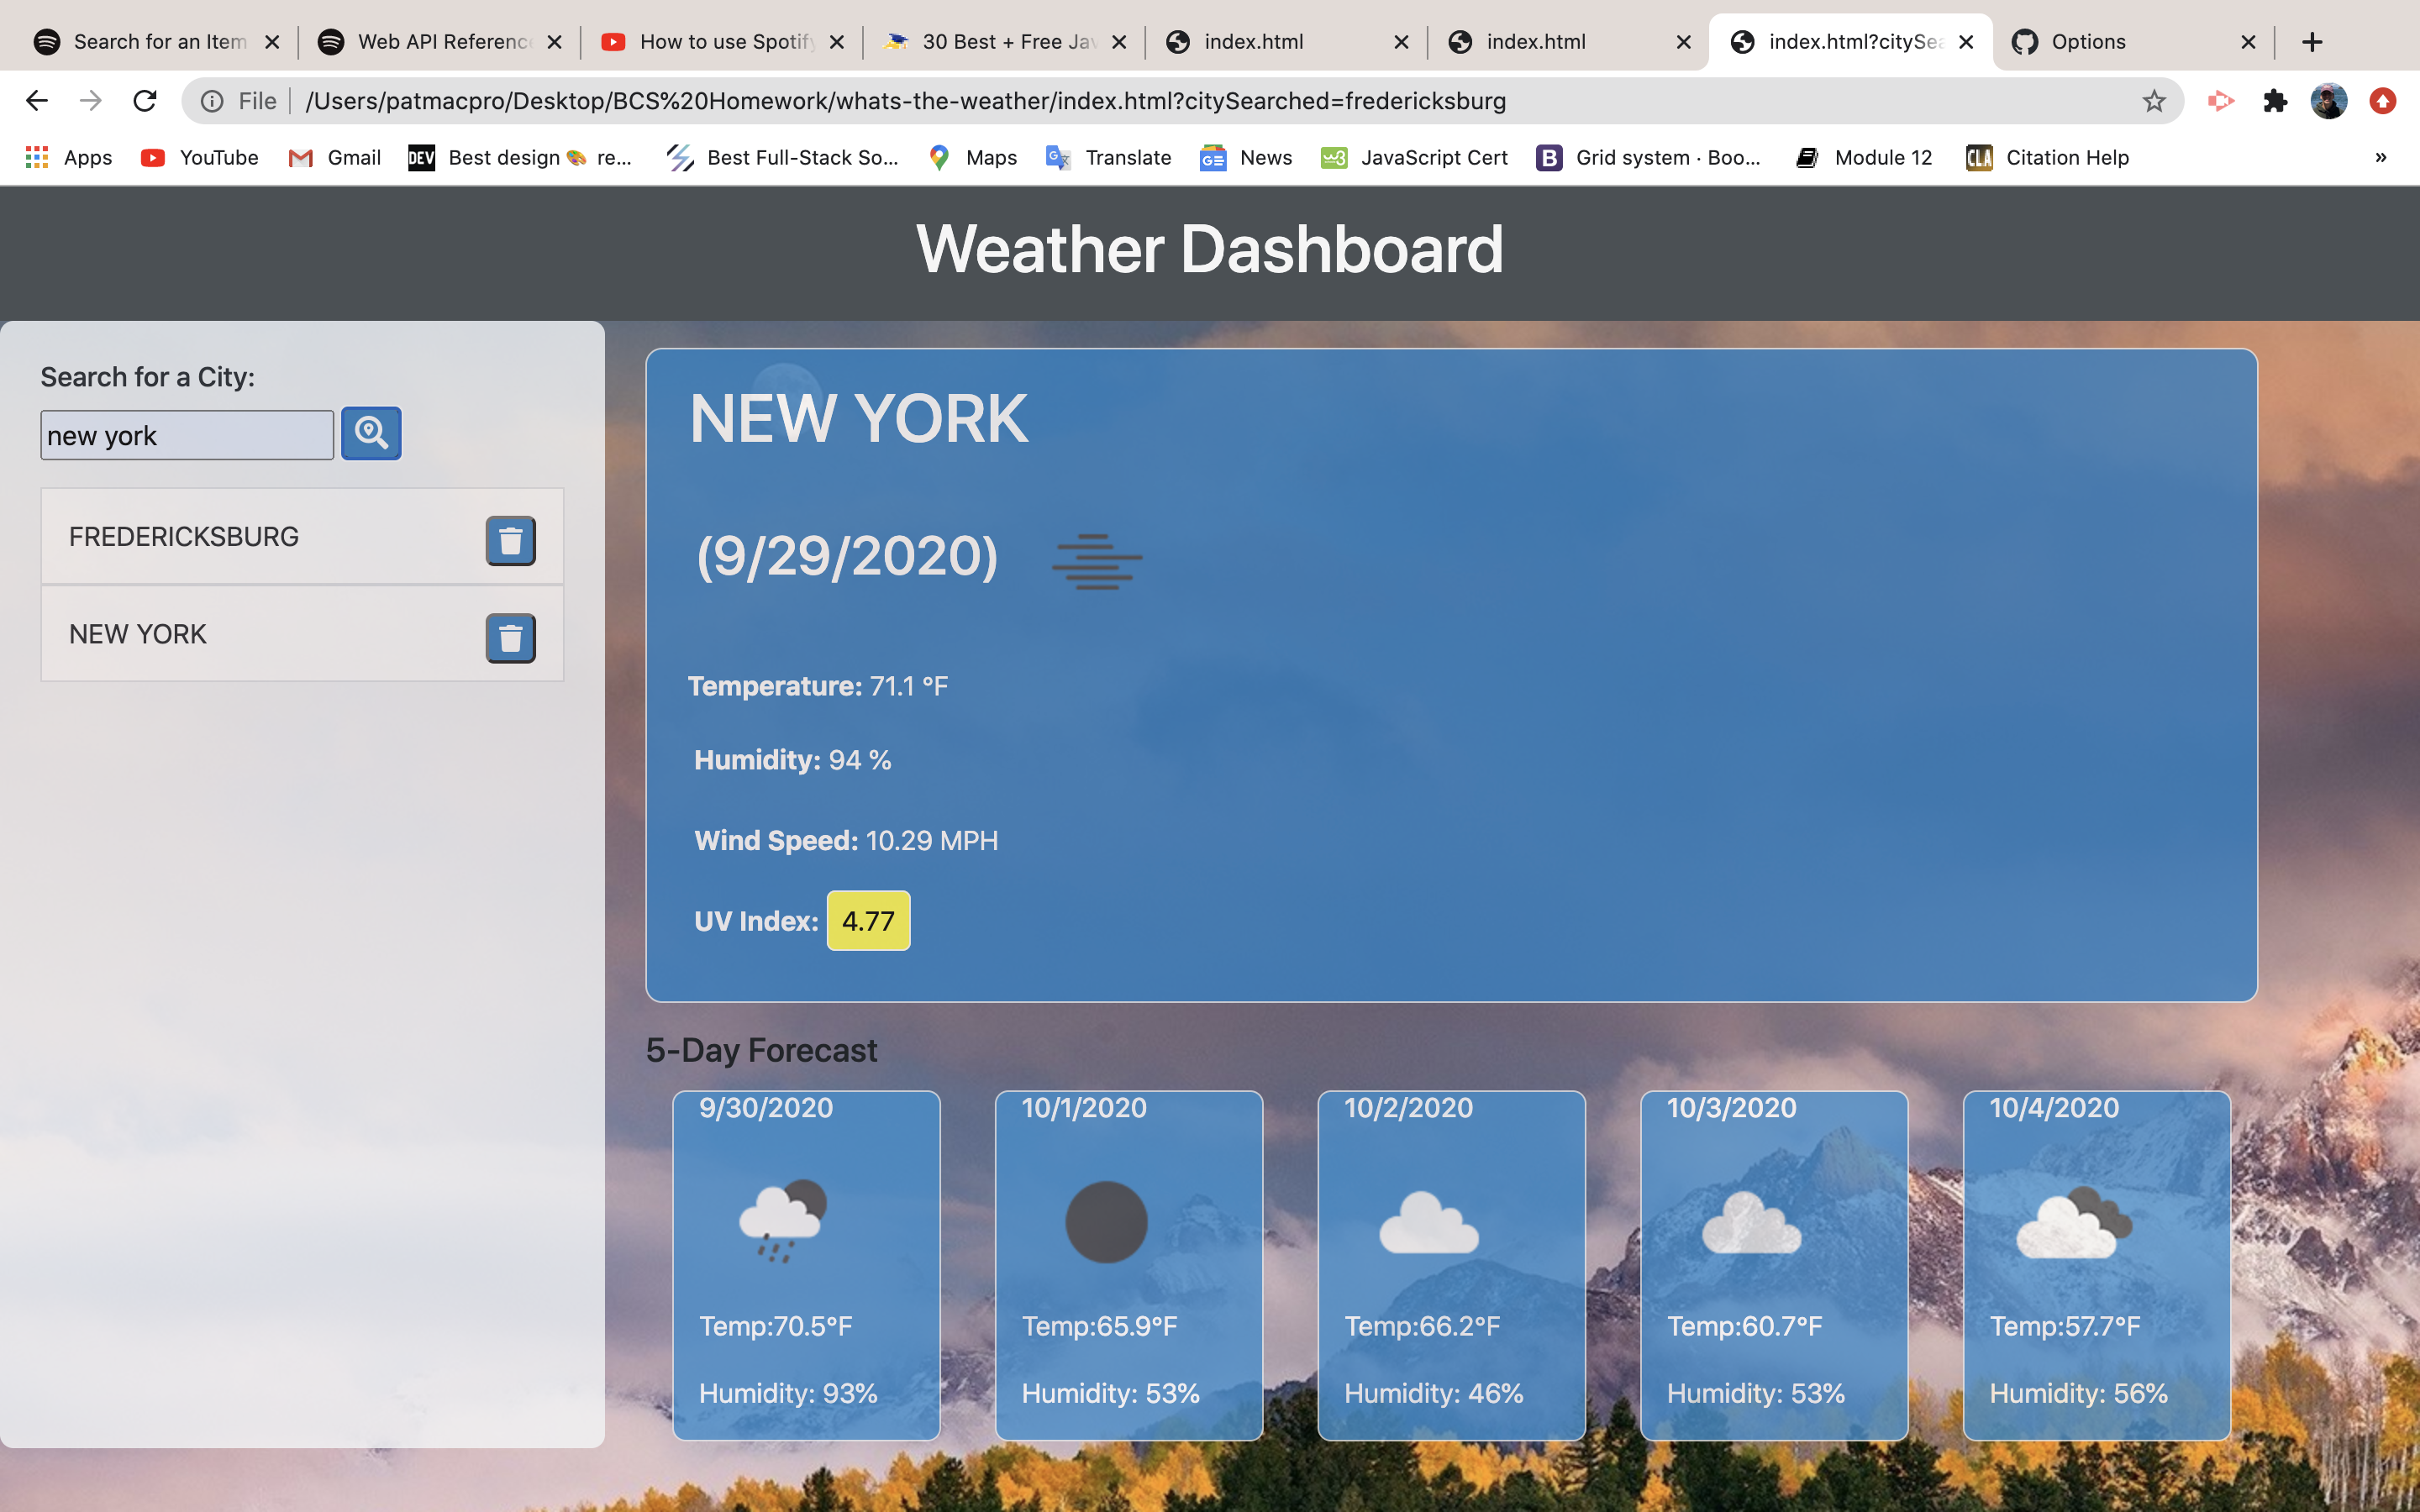 Search for an Item
Web API Reference
How to use Spotify
30 Best + Free Jav
index.html
index.html
index.html?citySea
Options
File
/Users/patmacpro/Desktop/BCS%20Homework/whats-the-weather/index.html?citySearched=fredericksburg
Apps
YouTube
Gmail
DEV
Best design 🎨 re...
Best Full-Stack So...
Maps
Translate
News
w3
JavaScript Cert
B
Grid system · Boo...
Module 12
CLA
Citation Help
»
Weather Dashboard
Search for a City:
new york
FREDERICKSBURG
NEW YORK
NEW YORK
(9/29/2020)
Temperature: 71.1 °F
Humidity: 94 %
Wind Speed: 10.29 MPH
UV Index: 4.77
5-Day Forecast
9/30/2020
Temp:70.5°F
Humidity: 93%
10/1/2020
Temp:65.9°F
Humidity: 53%
10/2/2020
Temp:66.2°F
Humidity: 46%
10/3/2020
Temp:60.7°F
Humidity: 53%
10/4/2020
Temp:57.7°F
Humidity: 56%